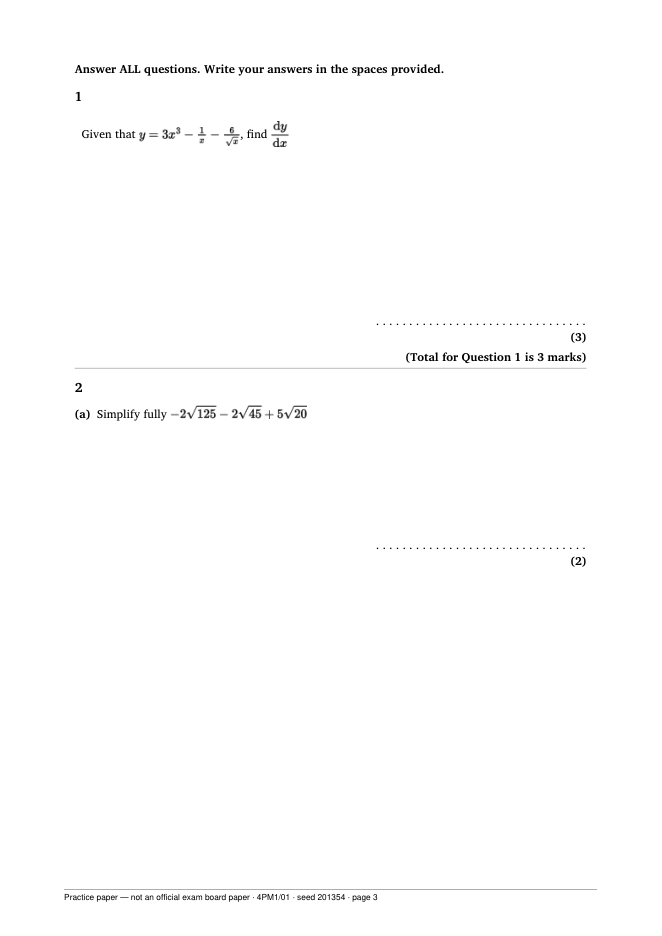 Answer ALL questions. Write your answers in the spaces provided.
1
Given that y = 3x³ − 1/x − 6/√x, find dy/dx
. . . . . . . . . . . . . . . . . . . . . . . . . . . . . . . .
(3)
(Total for Question 1 is 3 marks)
2
(a) Simplify fully −2√125 − 2√45 + 5√20
. . . . . . . . . . . . . . . . . . . . . . . . . . . . . . . .
(2)
Practice paper — not an official exam board paper · 4PM1/01 · seed 201354 · page 3